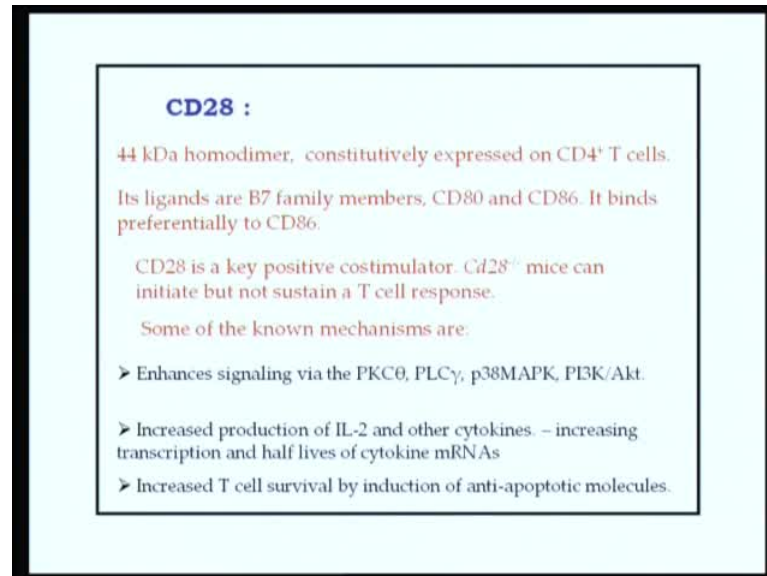 CD28 :
44 kDa homodimer, constitutively expressed on CD4⁺ T cells.
Its ligands are B7 family members, CD80 and CD86. It binds
preferentially to CD86.
CD28 is a key positive costimulator. Cd28⁻/⁻ mice can
initiate but not sustain a T cell response.
Some of the known mechanisms are:
➢ Enhances signaling via the PKCθ, PLCγ, p38MAPK, PI3K/Akt.
➢ Increased production of IL-2 and other cytokines. – increasing
transcription and half lives of cytokine mRNAs
➢ Increased T cell survival by induction of anti-apoptotic molecules.